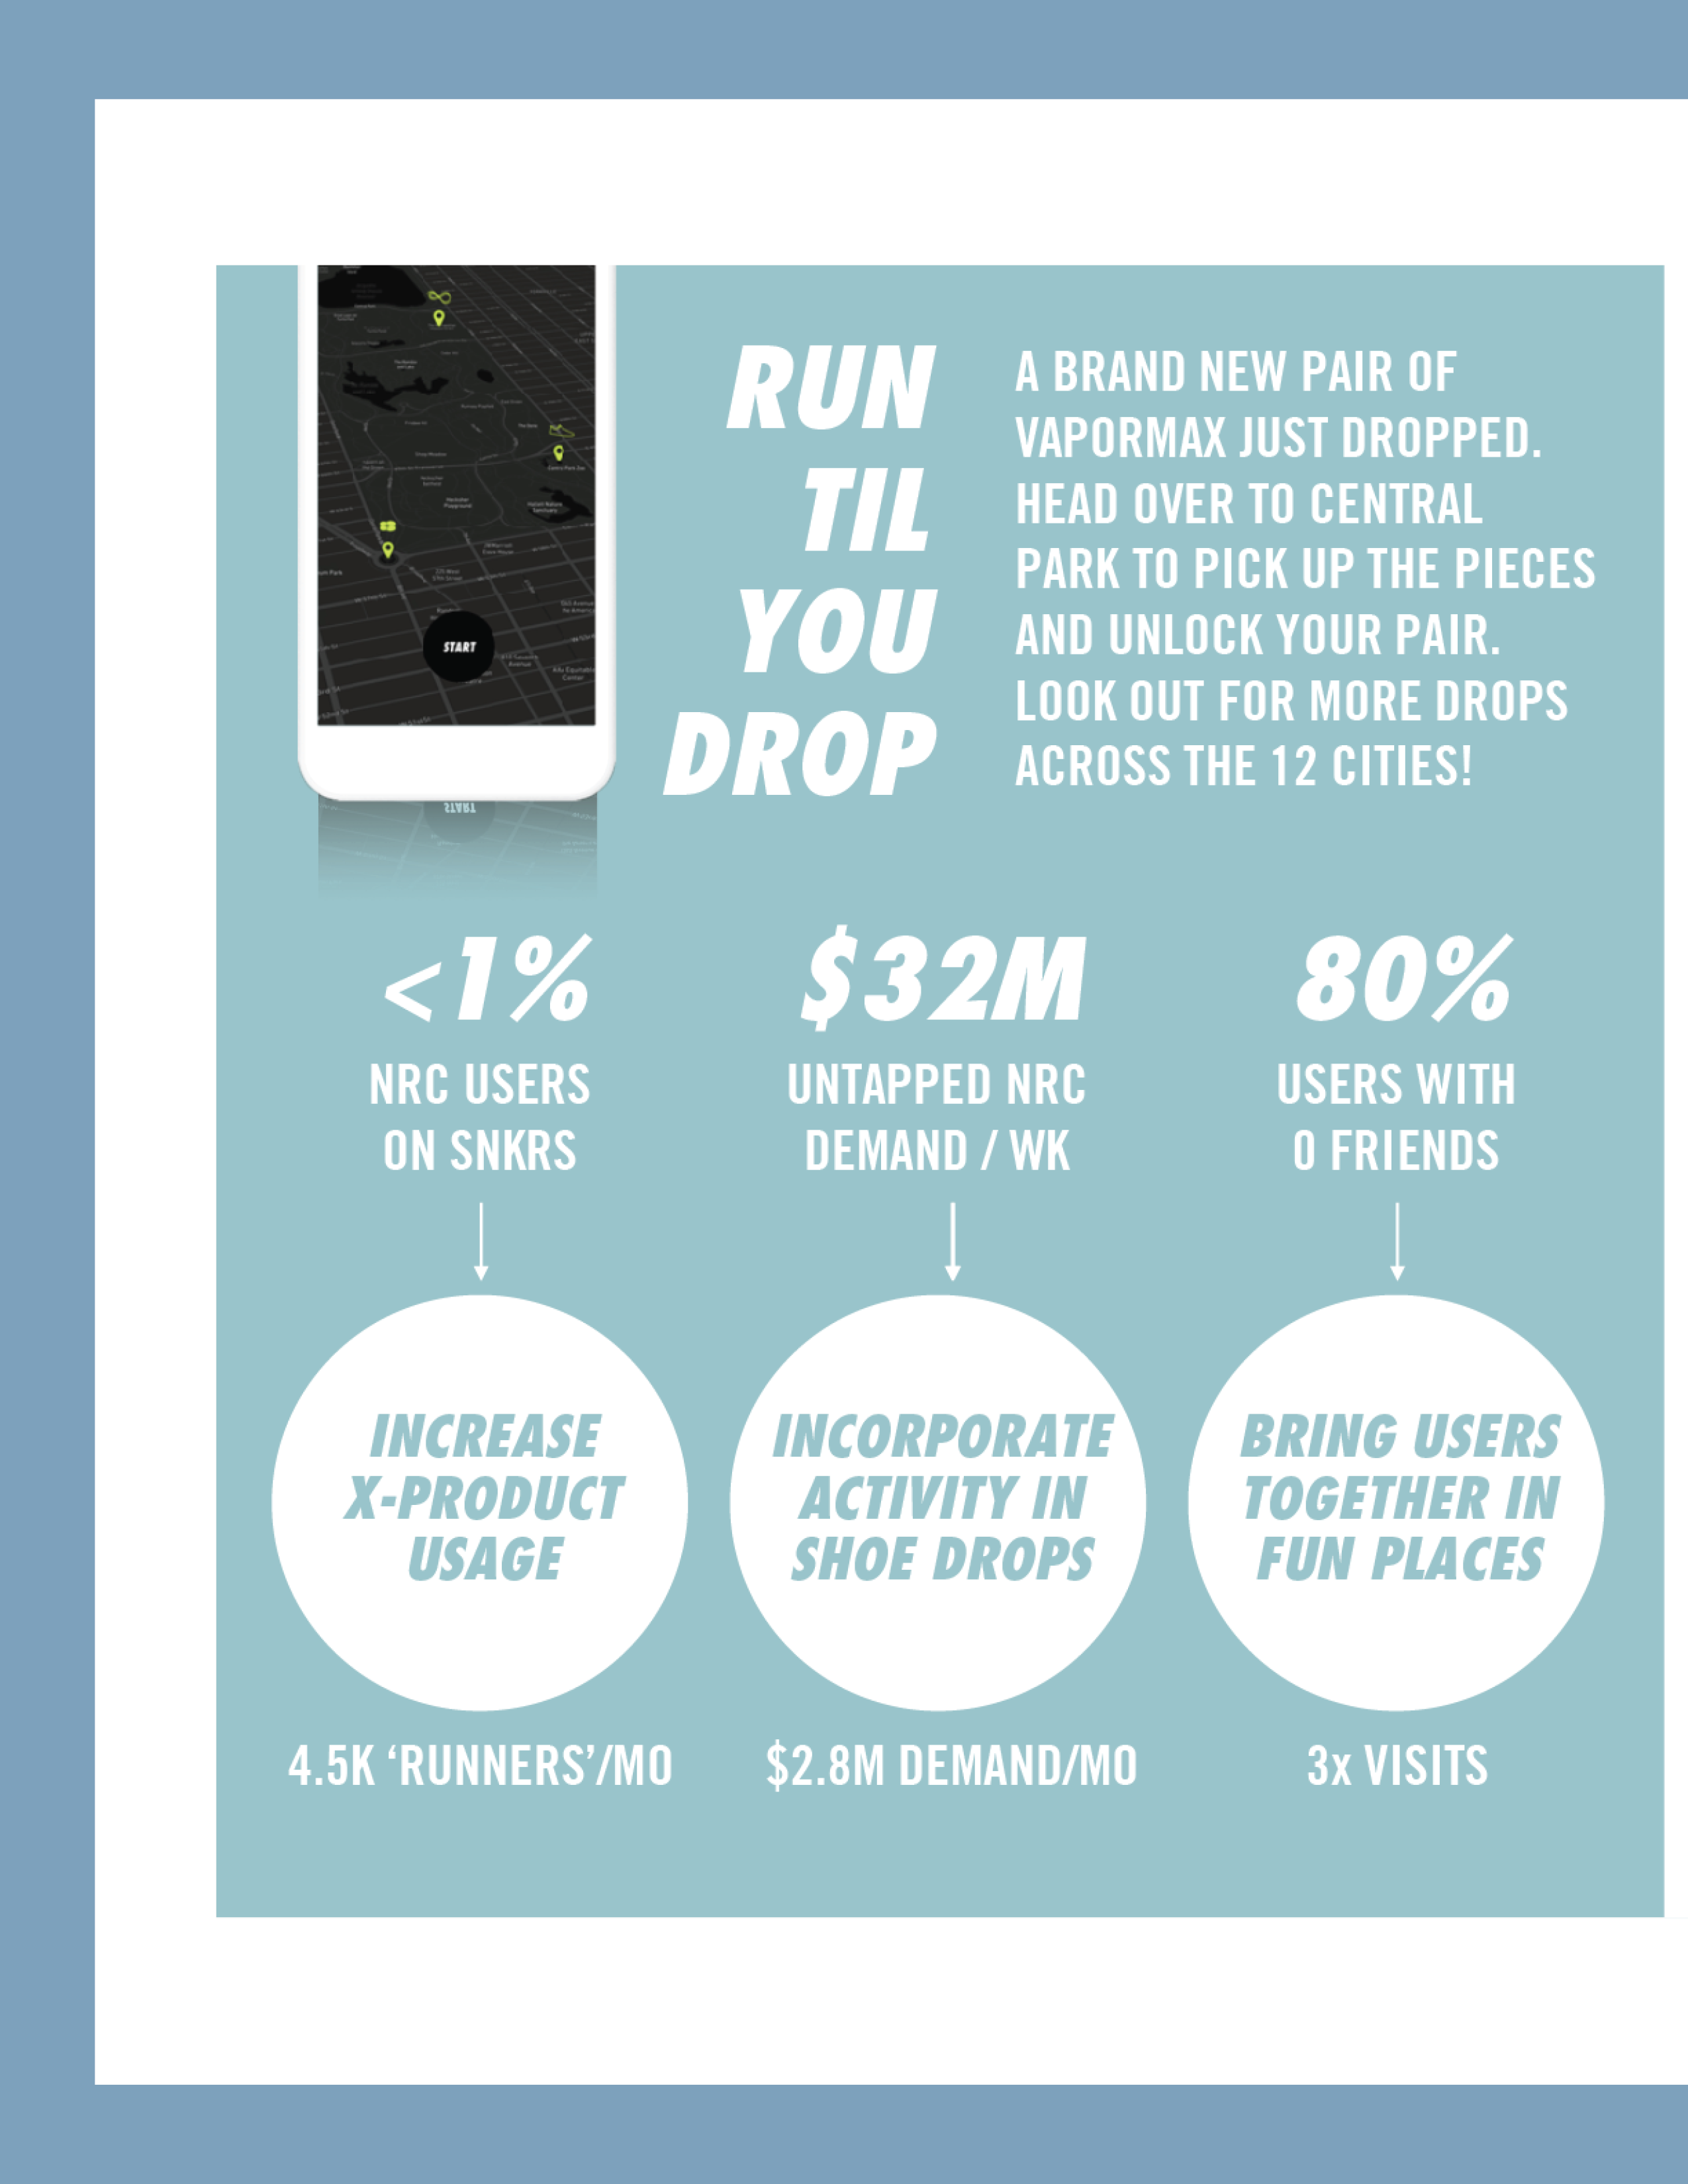 START
RUN
TIL
YOU
DROP
A BRAND NEW PAIR OF
VAPORMAX JUST DROPPED.
HEAD OVER TO CENTRAL
PARK TO PICK UP THE PIECES
AND UNLOCK YOUR PAIR.
LOOK OUT FOR MORE DROPS
ACROSS THE 12 CITIES!
<1%
NRC USERS
ON SNKRS
$32M
UNTAPPED NRC
DEMAND / WK
80%
USERS WITH
0 FRIENDS
INCREASE
X-PRODUCT
USAGE
INCORPORATE
ACTIVITY IN
SHOE DROPS
BRING USERS
TOGETHER IN
FUN PLACES
4.5K ‘RUNNERS’/MO
$2.8M DEMAND/MO
3x VISITS